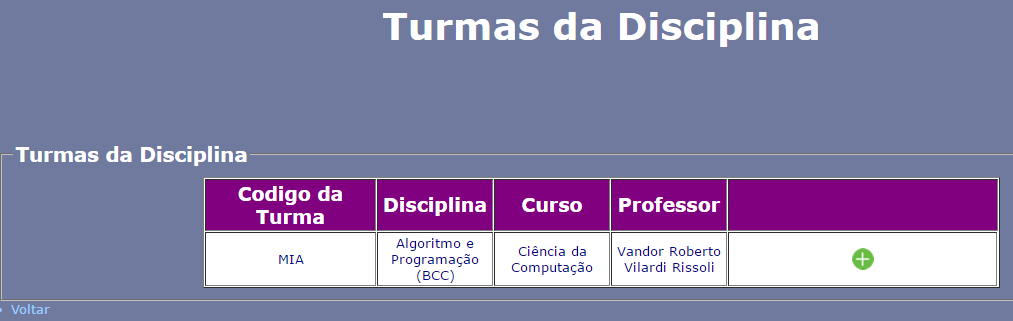 Turmas da Disciplina
Turmas da Disciplina
Codigo da
Turma
Disciplina
Curso
Professor
MIA
Algoritmo e
Programação
(BCC)
Ciência da
Computação
Vandor Roberto
Vilardi Rissoli
Voltar